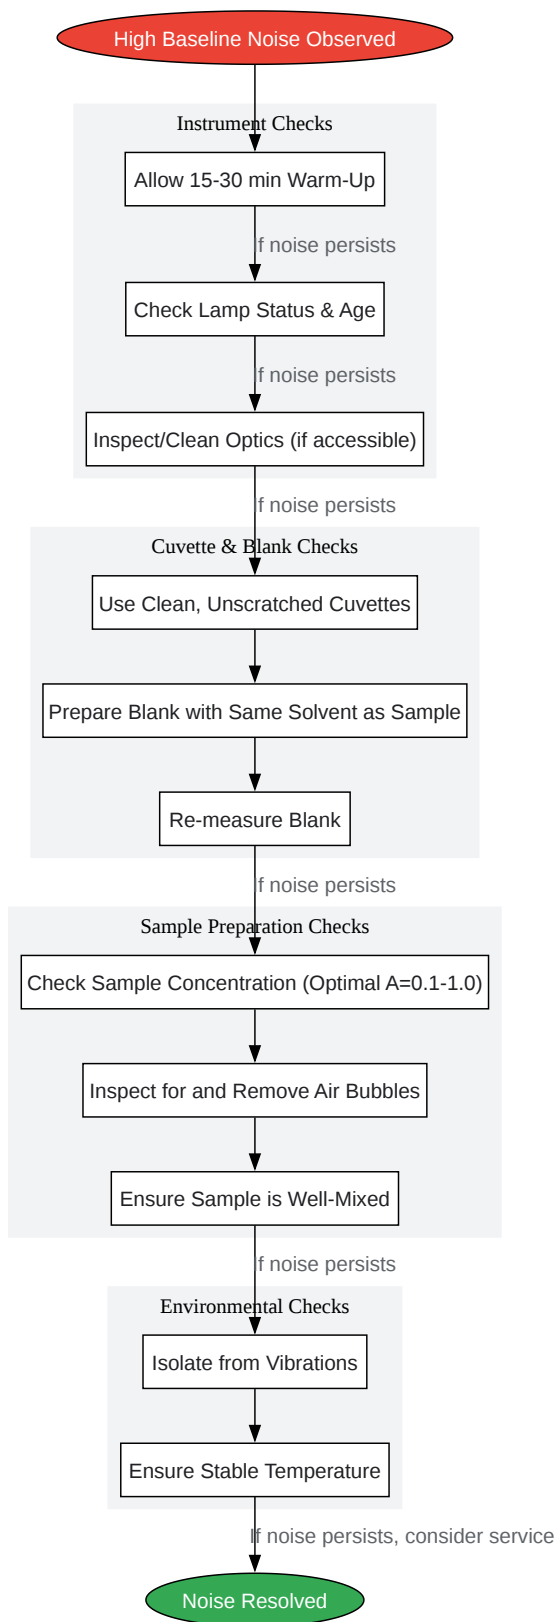 High Baseline Noise Observed
Instrument Checks
Allow 15-30 min Warm-Up
If noise persists
Check Lamp Status & Age
If noise persists
Inspect/Clean Optics (if accessible)
If noise persists
Cuvette & Blank Checks
Use Clean, Unscratched Cuvettes
Prepare Blank with Same Solvent as Sample
Re-measure Blank
If noise persists
Sample Preparation Checks
Check Sample Concentration (Optimal A=0.1-1.0)
Inspect for and Remove Air Bubbles
Ensure Sample is Well-Mixed
If noise persists
Environmental Checks
Isolate from Vibrations
Ensure Stable Temperature
If noise persists, consider service
Noise Resolved